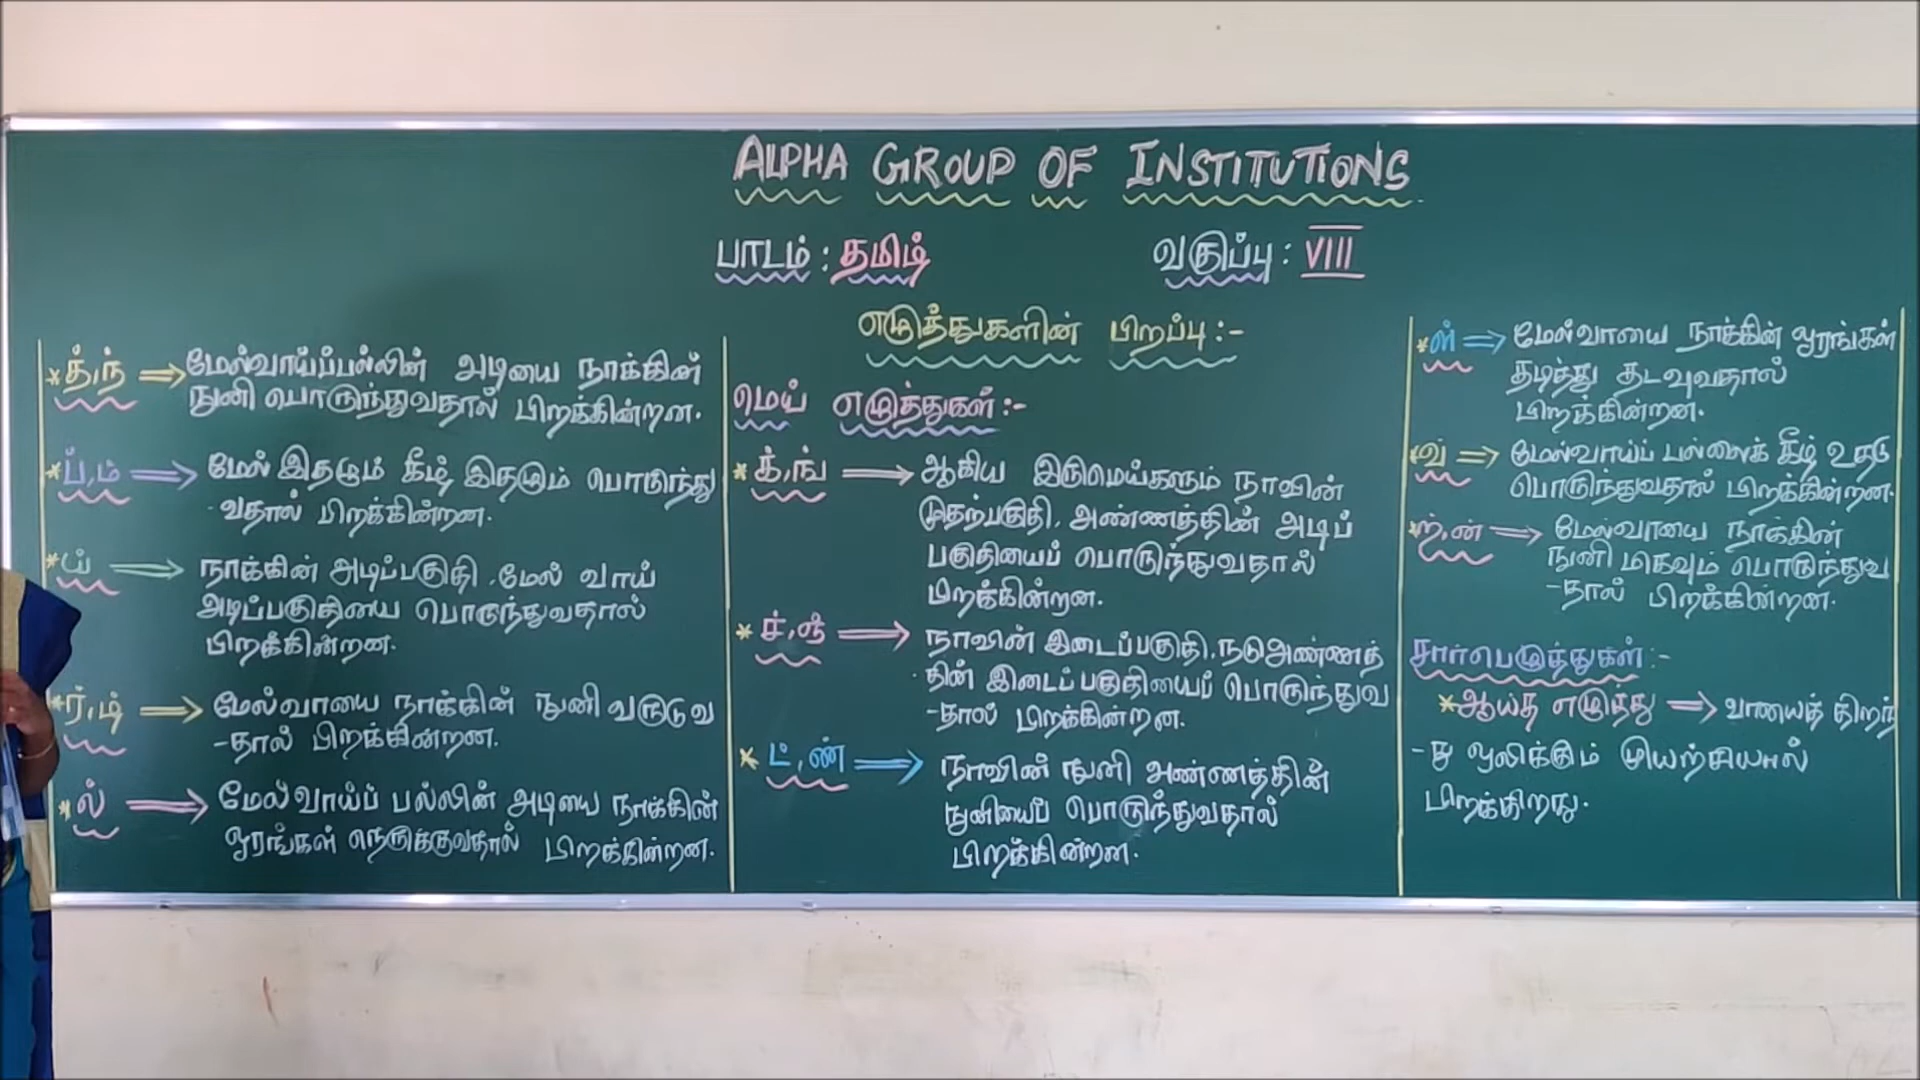 ALPHA GROUP OF INSTITUTIONS
பாடம் : தமிழ்
வகுப்பு : VIII
எழுத்துகளின் பிறப்பு :-
*த்,ந் ⇒ மேல்வாய்ப்பல்லின் அடியை நாக்கின்
நுனி பொருந்துவதால் பிறக்கின்றன.
*ப்,ம் ⇒ மேல் இதழும் கீழ் இதழும் பொருந்து
-வதால் பிறக்கின்றன.
*ய் ⇒ நாக்கின் அடிப்பகுதி, மேல் வாய்
அடிப்பகுதியை பொருந்துவதால்
பிறக்கின்றன.
*ர்,ழ் ⇒ மேல்வாயை நாக்கின் நுனி வருடுவ
-தால் பிறக்கின்றன.
*ல் ⇒ மேல்வாய்ப் பல்லின் அடியை நாக்கின்
ஓரங்கள் நெருக்குவதால் பிறக்கின்றன.
மெய் எழுத்துகள் :-
*க்,ங் ⇒ ஆகிய இருமெய்களும் நாவின்
முதற்பகுதி, அண்ணத்தின் அடிப்
பகுதியைப் பொருந்துவதால்
பிறக்கின்றன.
*ச்,ஞ் ⇒ நாவின் இடைப்பகுதி, நடுஅண்ணத்
தின் இடைப்பகுதியைப் பொருந்துவ
-தால் பிறக்கின்றன.
*ட்,ண் ⇒ நாவின் நுனி அண்ணத்தின்
நுனியைப் பொருந்துவதால்
பிறக்கின்றன.
*ள் ⇒ மேல்வாயை நாக்கின் ஓரங்கள்
தடித்து தடவுவதால்
பிறக்கின்றன.
*வ் ⇒ மேல்வாய்ப் பல்லைக் கீழ் உதடு
பொருந்துவதால் பிறக்கின்றன.
*ற்,ன் ⇒ மேல்வாயை நாக்கின்
நுனி மிகவும் பொருந்துவ
-தால் பிறக்கின்றன.
சார்பெழுத்துகள் :-
*ஆய்த எழுத்து ⇒ வாயைத் திறந்
-து ஒலிக்கும் முயற்சியால்
பிறக்கிறது.